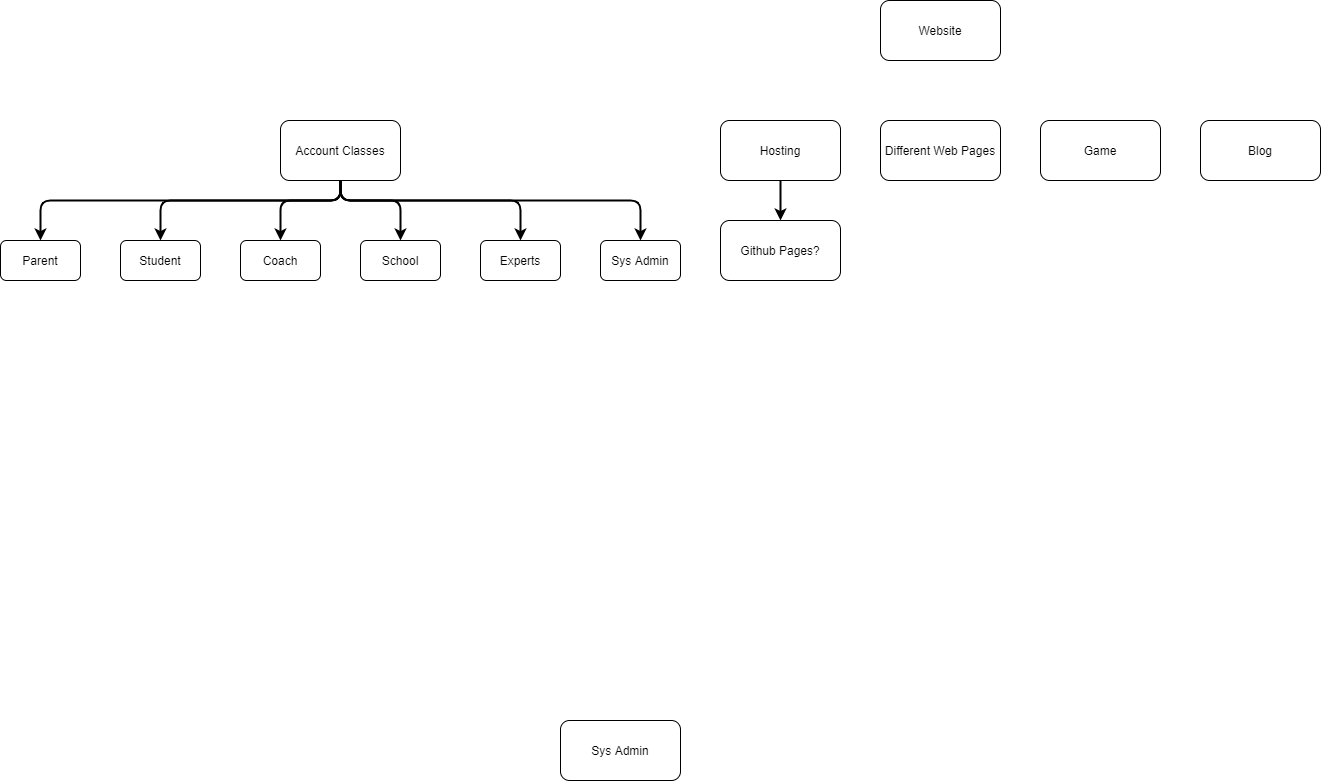 Website
Account Classes
Hosting
Different Web Pages
Game
Blog
Parent
Student
Coach
School
Experts
Sys Admin
Github Pages?
Sys Admin